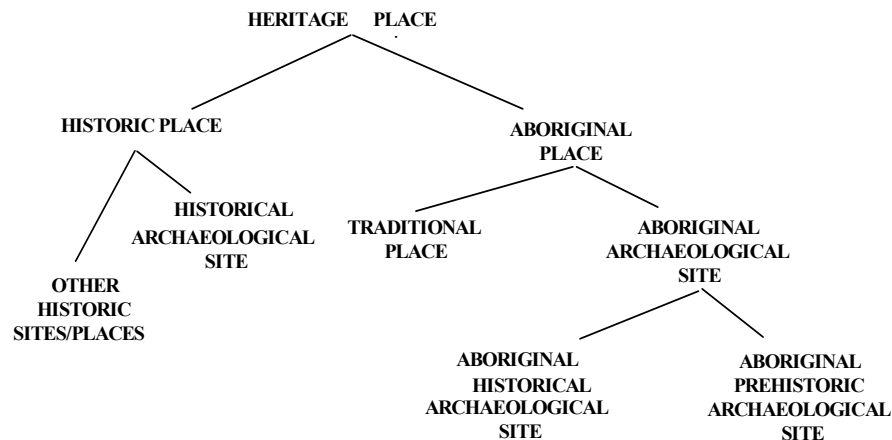 HERITAGE PLACE
HISTORIC PLACE
ABORIGINAL
PLACE
HISTORICAL
ARCHAEOLOGICAL
SITE
TRADITIONAL
PLACE
ABORIGINAL
ARCHAEOLOGICAL
SITE
OTHER
HISTORIC
SITES/PLACES
ABORIGINAL
HISTORICAL
ARCHAEOLOGICAL
SITE
ABORIGINAL
PREHISTORIC
ARCHAEOLOGICAL
SITE